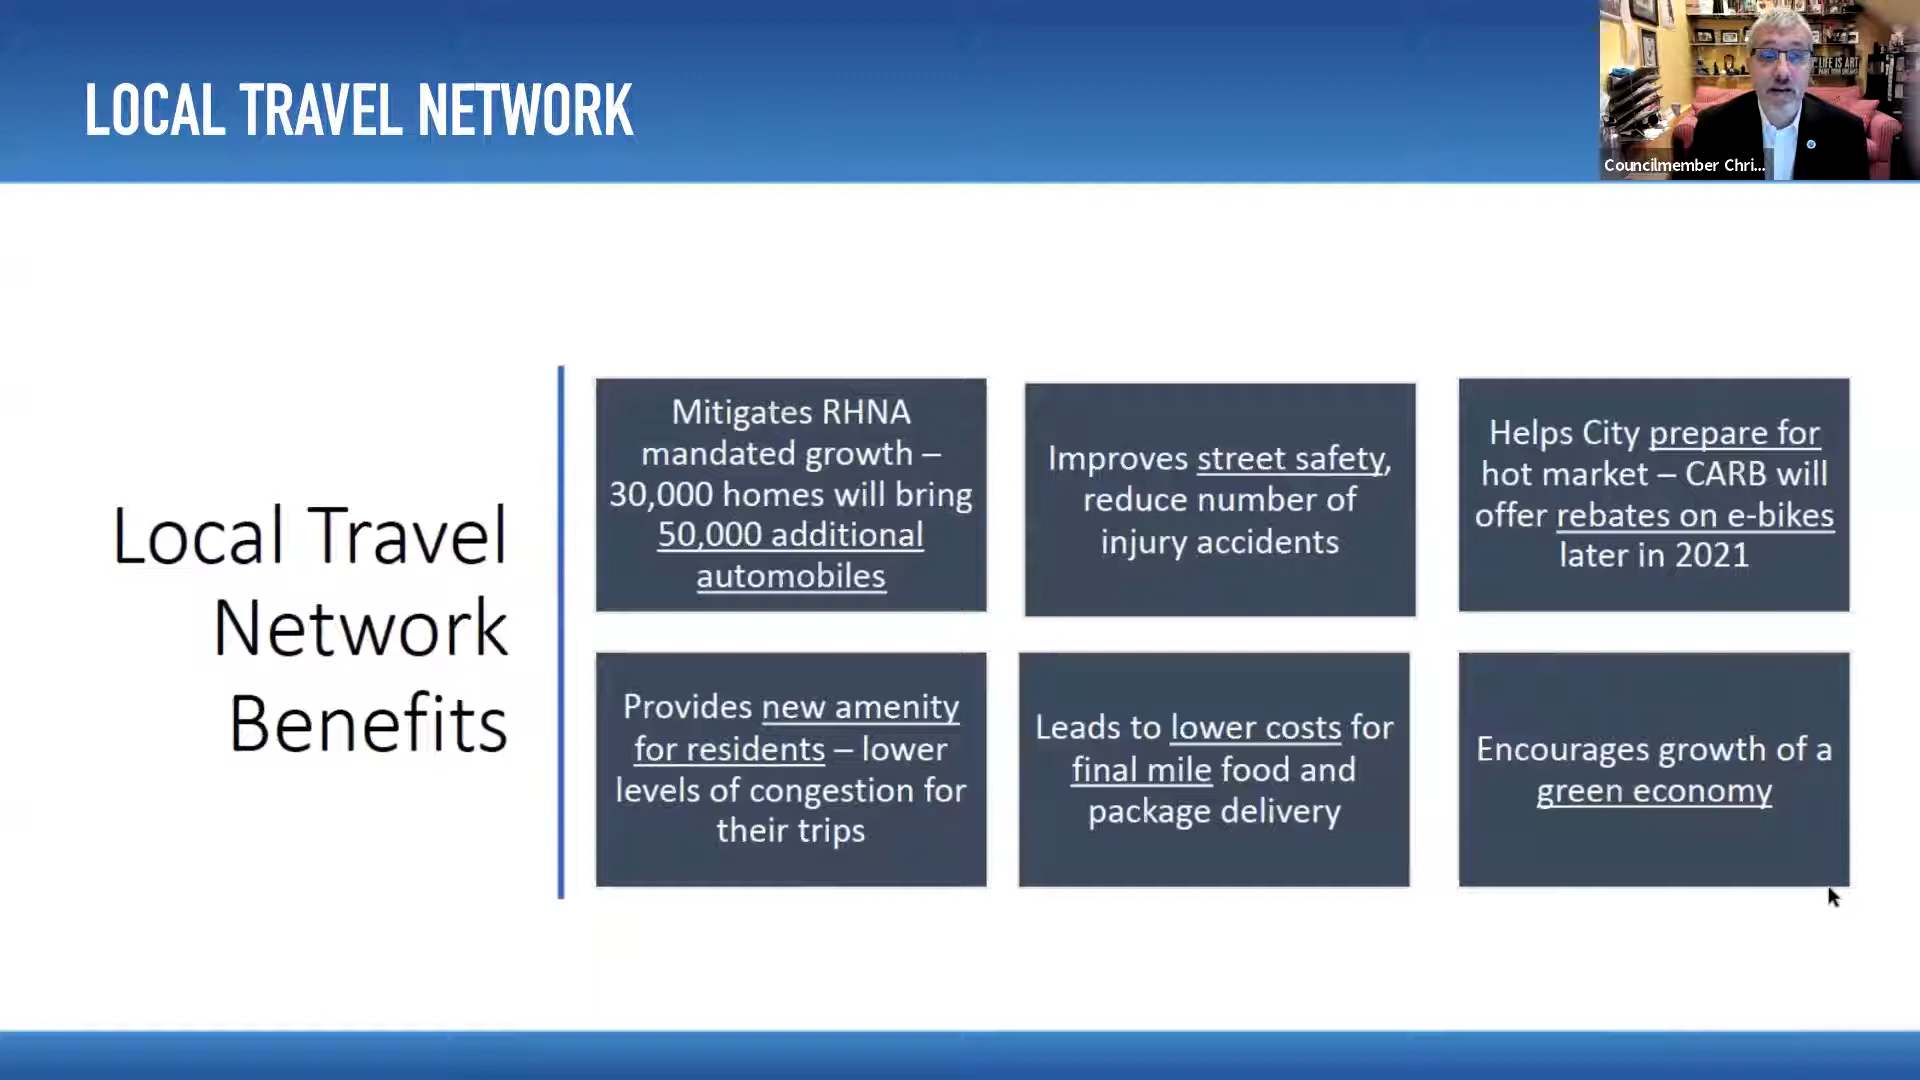 LOCAL TRAVEL NETWORK
LIFE IS ART
Councilmember Chri...
Local Travel
Network
Benefits
Mitigates RHNA
mandated growth –
30,000 homes will bring
50,000 additional
automobiles
Improves street safety,
reduce number of
injury accidents
Helps City prepare for
hot market – CARB will
offer rebates on e-bikes
later in 2021
Provides new amenity
for residents – lower
levels of congestion for
their trips
Leads to lower costs for
final mile food and
package delivery
Encourages growth of a
green economy